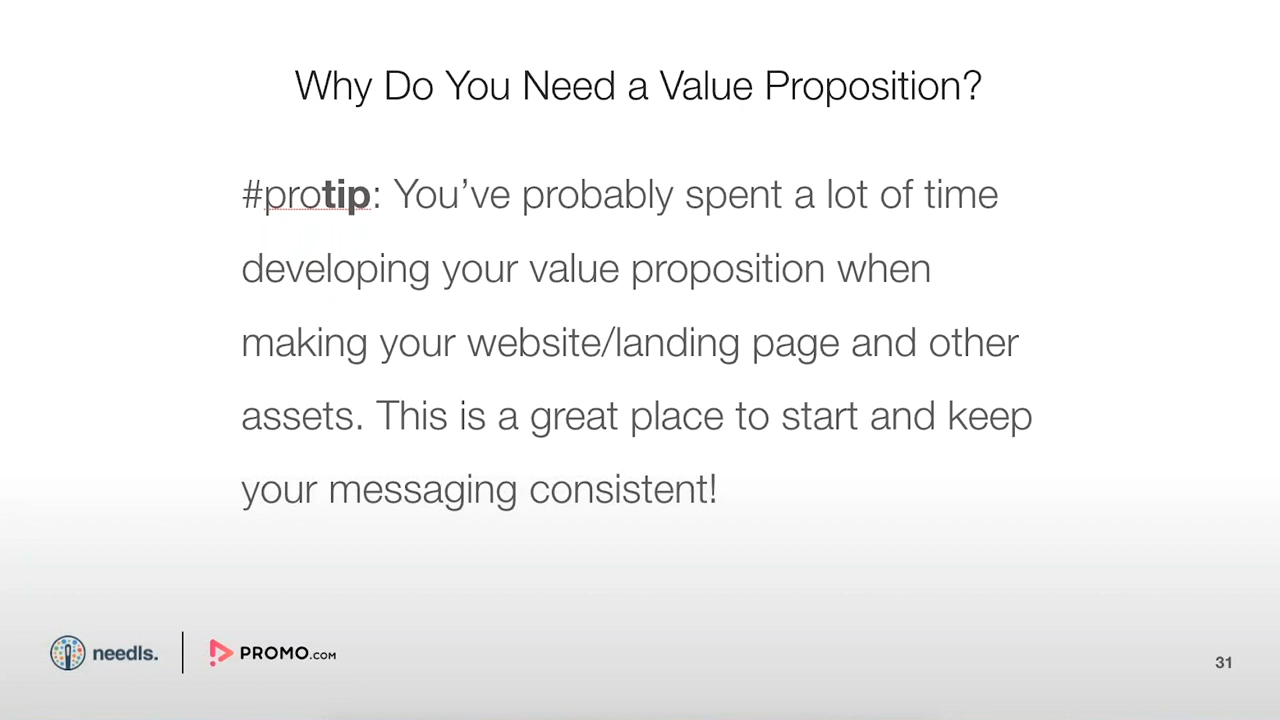 Why Do You Need a Value Proposition?
#protip: You’ve probably spent a lot of time
developing your value proposition when
making your website/landing page and other
assets. This is a great place to start and keep
your messaging consistent!
needls.
PROMO.COM
31